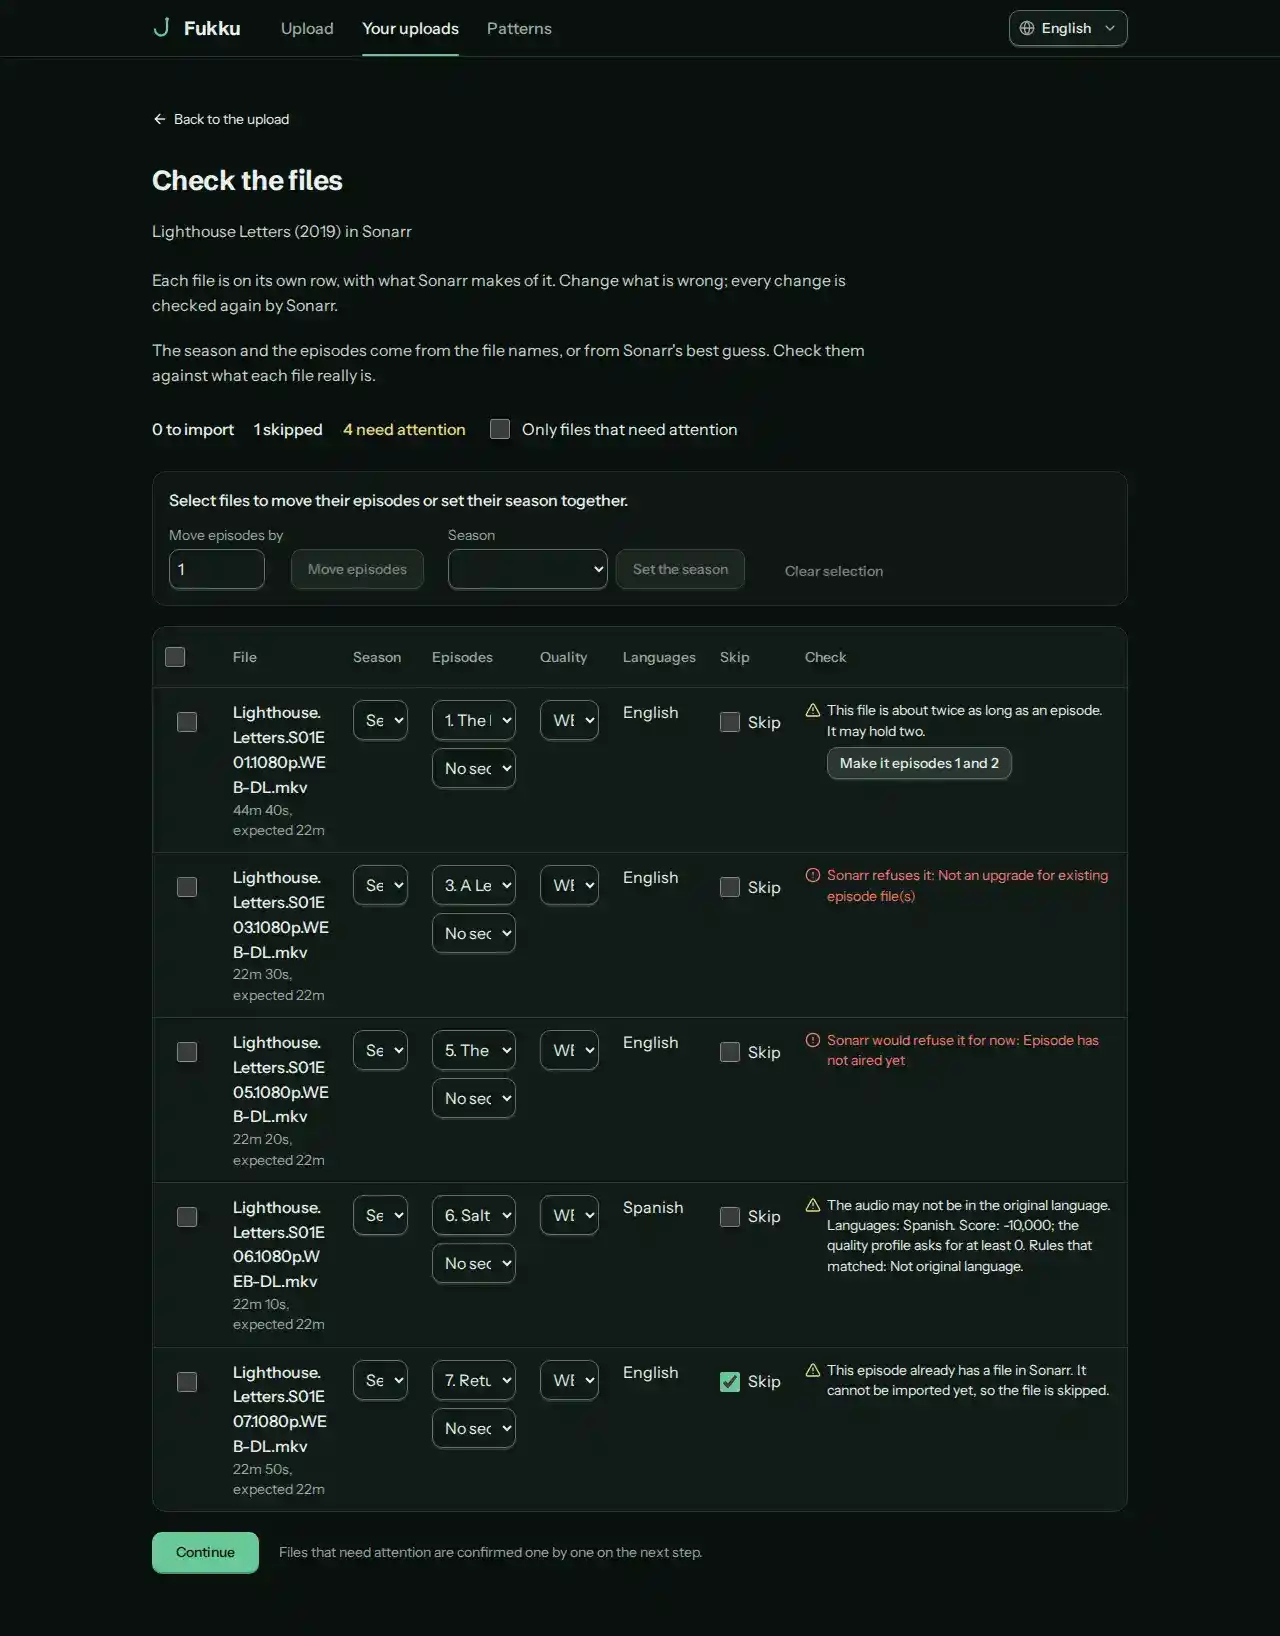 Fukku
Upload
Your uploads
Patterns
English
Back to the upload
Check the files
Lighthouse Letters (2019) in Sonarr
Each file is on its own row, with what Sonarr makes of it. Change what is wrong; every change is
checked again by Sonarr.
The season and the episodes come from the file names, or from Sonarr's best guess. Check them
against what each file really is.
0 to import
1 skipped
4 need attention
Only files that need attention
Select files to move their episodes or set their season together.
Move episodes by
Season
1
Move episodes
Set the season
Clear selection
File
Season
Episodes
Quality
Languages
Skip
Check
Lighthouse.
Letters.S01E
01.1080p.WE
B-DL.mkv
44m 40s,
expected 22m
Se
1. The
No sec
WE
English
Skip
This file is about twice as long as an episode.
It may hold two.
Make it episodes 1 and 2
Lighthouse.
Letters.S01E
03.1080p.WE
B-DL.mkv
22m 30s,
expected 22m
Se
3. A Le
No sec
WE
English
Skip
Sonarr refuses it: Not an upgrade for existing
episode file(s)
Lighthouse.
Letters.S01E
05.1080p.WE
B-DL.mkv
22m 20s,
expected 22m
Se
5. The
No sec
WE
English
Skip
Sonarr would refuse it for now: Episode has
not aired yet
Lighthouse.
Letters.S01E
06.1080p.W
EB-DL.mkv
22m 10s,
expected 22m
Se
6. Salt
No sec
WE
Spanish
Skip
The audio may not be in the original language.
Languages: Spanish. Score: -10,000; the
quality profile asks for at least 0. Rules that
matched: Not original language.
Lighthouse.
Letters.S01E
07.1080p.WE
B-DL.mkv
22m 50s,
expected 22m
Se
7. Retu
No sec
WE
English
Skip
This episode already has a file in Sonarr. It
cannot be imported yet, so the file is skipped.
Continue
Files that need attention are confirmed one by one on the next step.